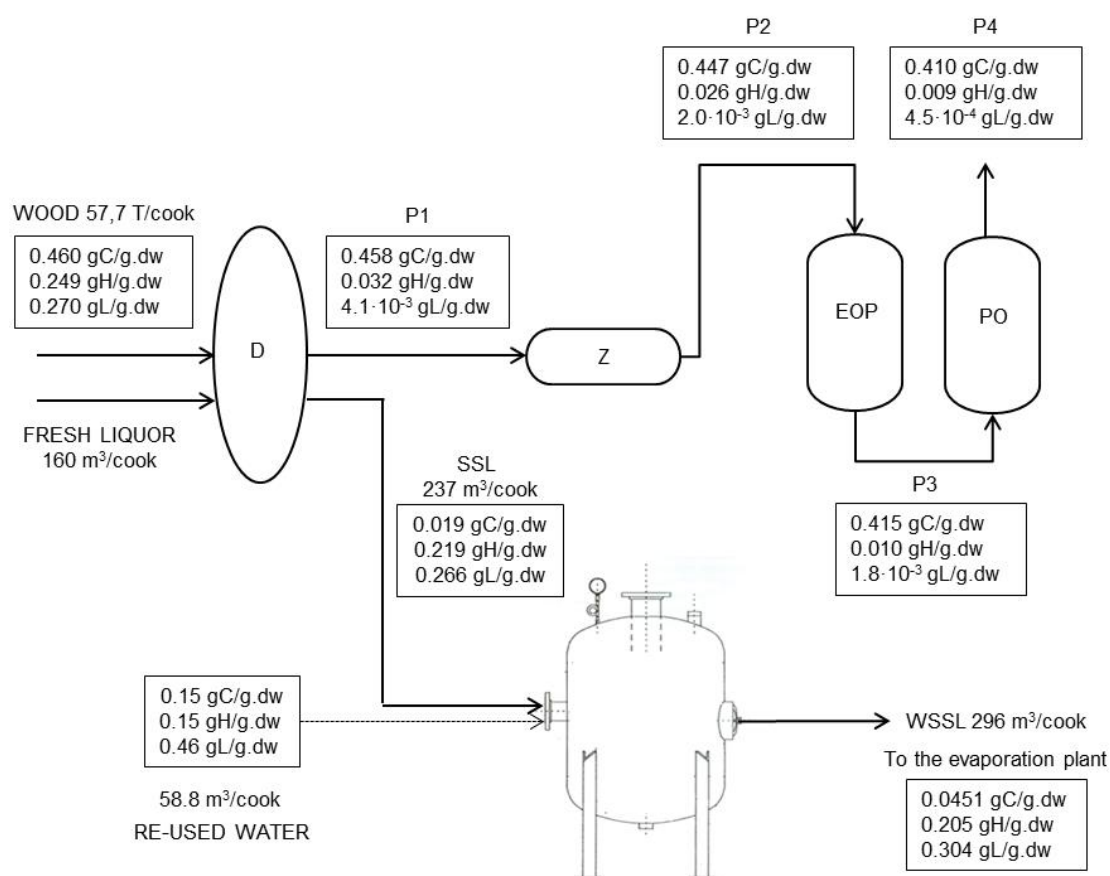 P2
0.447 gC/g.dw
0.026 gH/g.dw
2.0·10⁻³ gL/g.dw
P4
0.410 gC/g.dw
0.009 gH/g.dw
4.5·10⁻⁴ gL/g.dw
WOOD 57,7 T/cook
0.460 gC/g.dw
0.249 gH/g.dw
0.270 gL/g.dw
P1
0.458 gC/g.dw
0.032 gH/g.dw
4.1·10⁻³ gL/g.dw
D
Z
EOP
PO
FRESH LIQUOR
160 m³/cook
SSL
237 m³/cook
0.019 gC/g.dw
0.219 gH/g.dw
0.266 gL/g.dw
P3
0.415 gC/g.dw
0.010 gH/g.dw
1.8·10⁻³ gL/g.dw
0.15 gC/g.dw
0.15 gH/g.dw
0.46 gL/g.dw
58.8 m³/cook
RE-USED WATER
WSSL 296 m³/cook
To the evaporation plant
0.0451 gC/g.dw
0.205 gH/g.dw
0.304 gL/g.dw